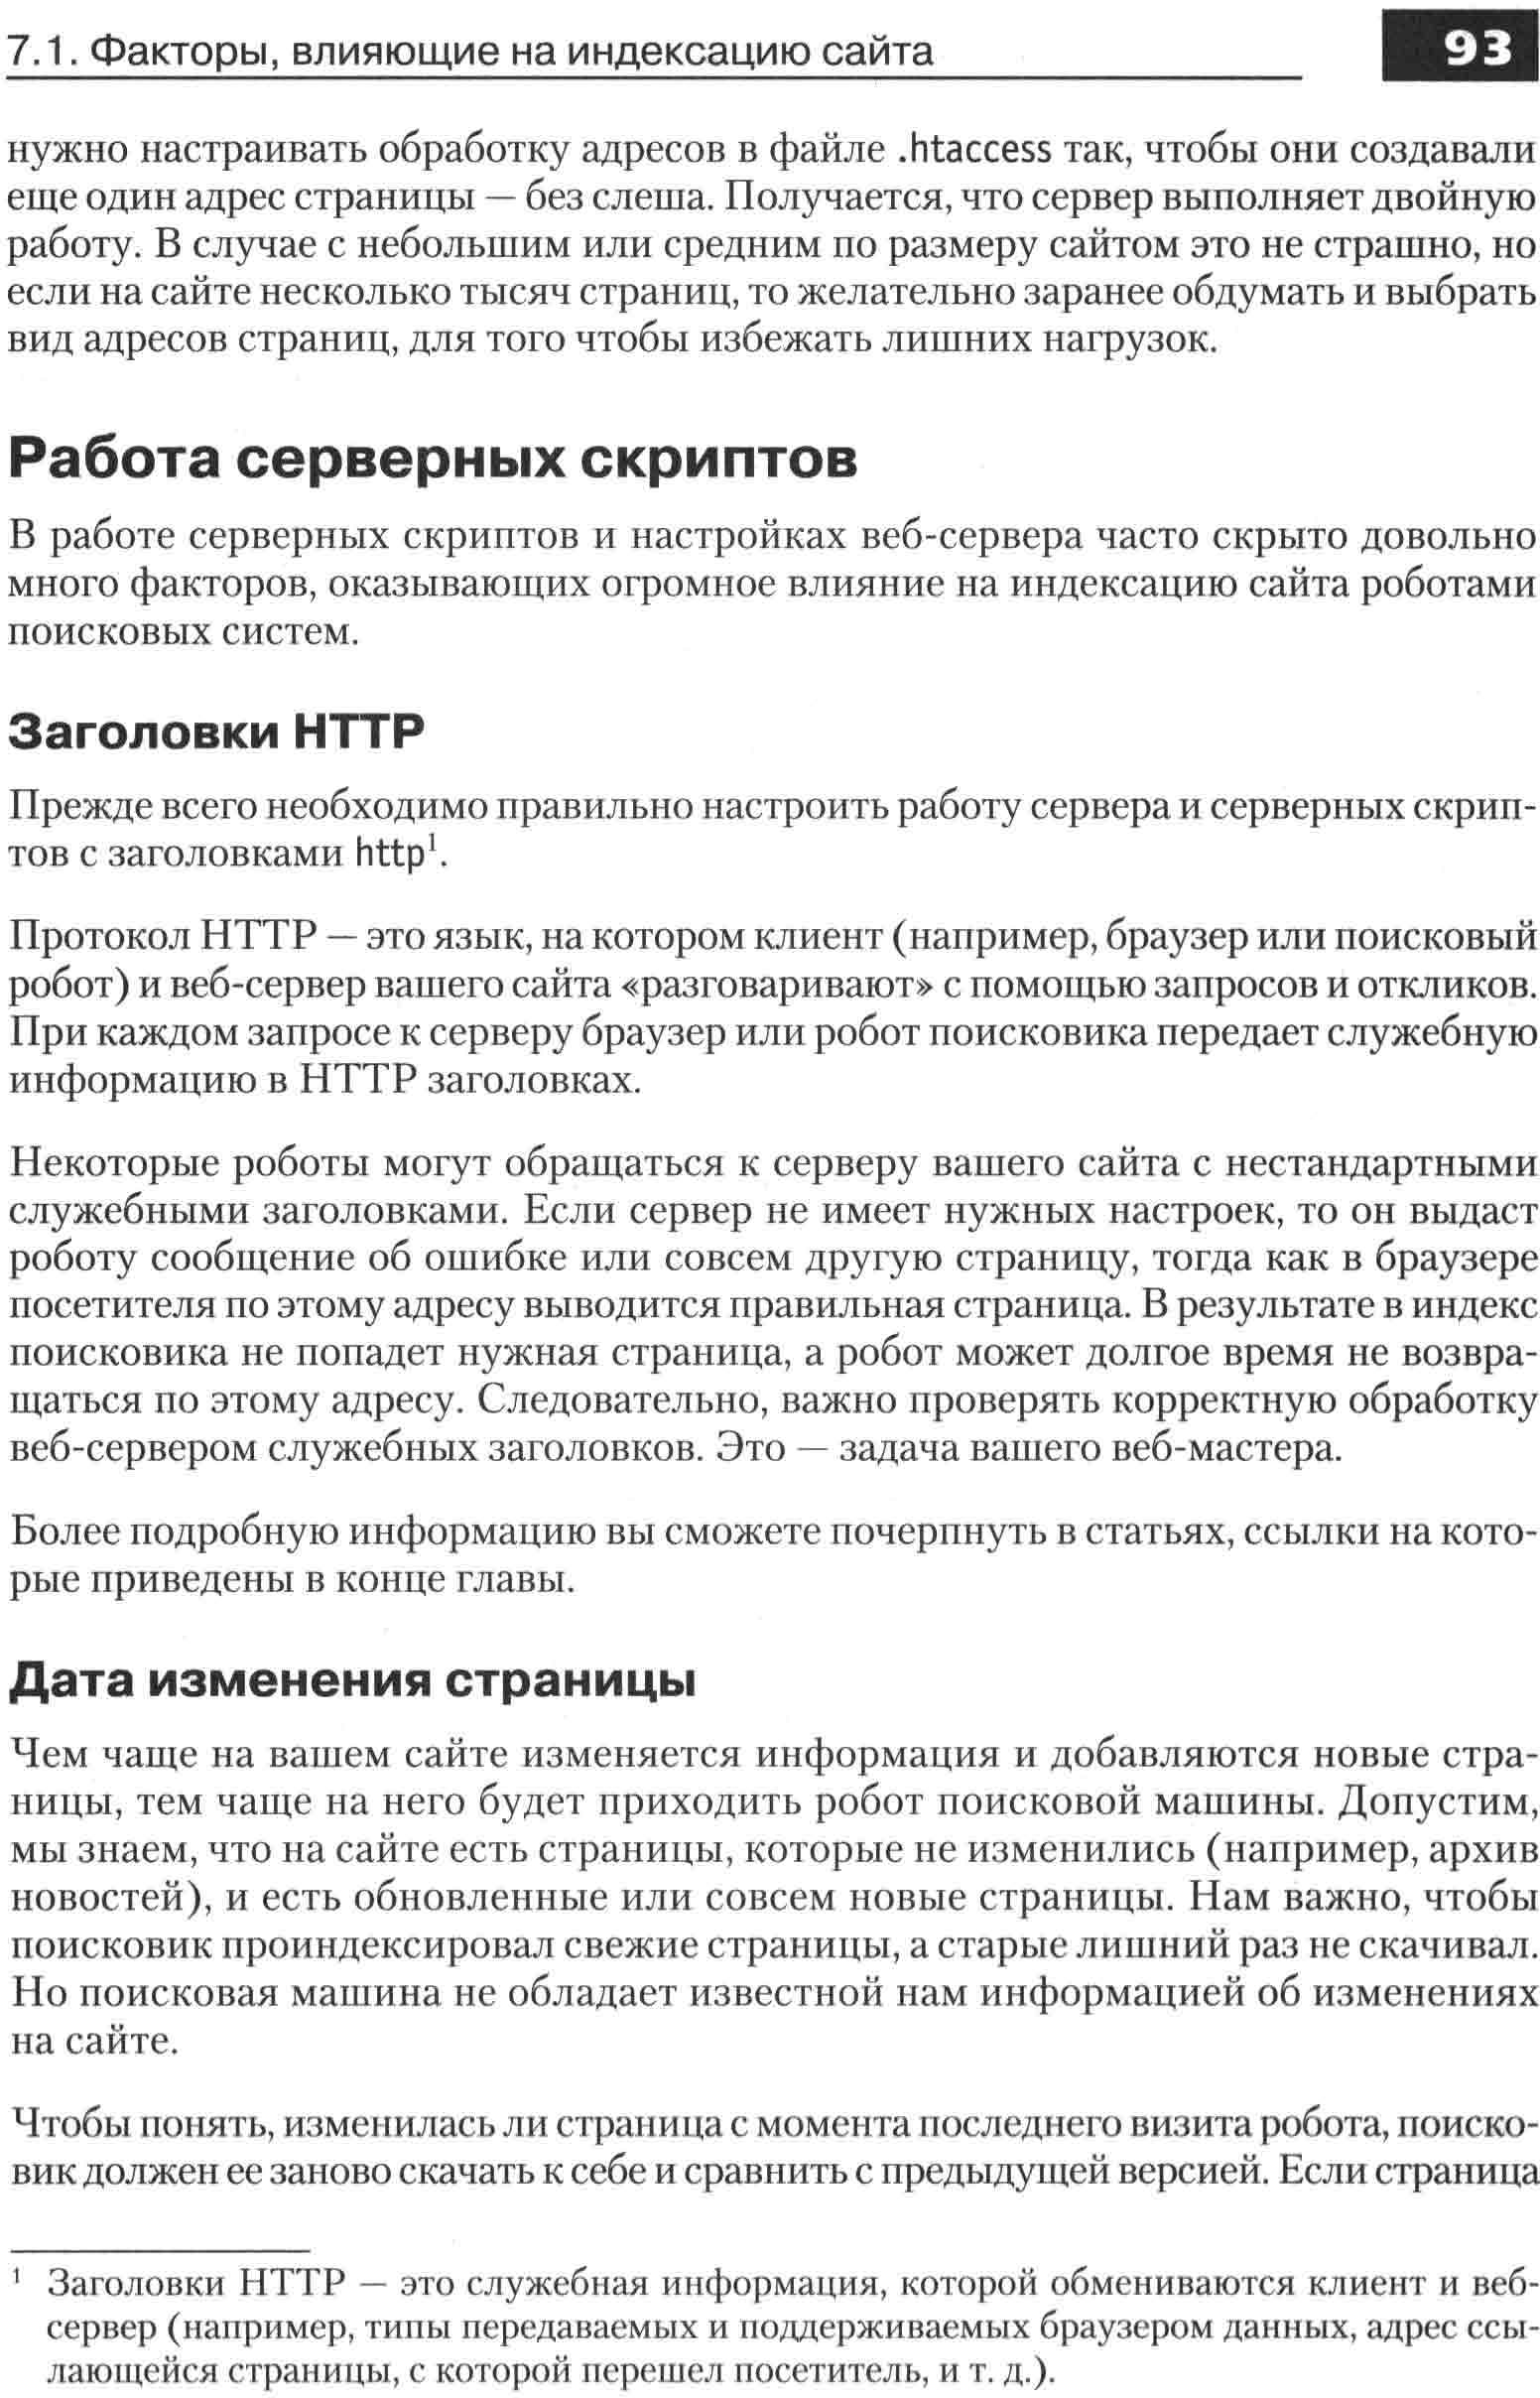 7.1. Факторы, влияющие на индексацию сайта 93
нужно настраивать обработку адресов в файле .htaccess так, чтобы они создавали
еще один адрес страницы — без слеша. Получается, что сервер выполняет двойную
работу. В случае с небольшим или средним по размеру сайтом это не страшно, но
если на сайте несколько тысяч страниц, то желательно заранее обдумать и выбрать
вид адресов страниц, для того чтобы избежать лишних нагрузок.
Работа серверных скриптов
В работе серверных скриптов и настройках веб-сервера часто скрыто довольно
много факторов, оказывающих огромное влияние на индексацию сайта роботами
поисковых систем.
Заголовки HTTP
Прежде всего необходимо правильно настроить работу сервера и серверных скрип-
тов с заголовками http¹.
Протокол HTTP — это язык, на котором клиент (например, браузер или поисковый
робот) и веб-сервер вашего сайта «разговаривают» с помощью запросов и откликов.
При каждом запросе к серверу браузер или робот поисковика передает служебную
информацию в HTTP заголовках.
Некоторые роботы могут обращаться к серверу вашего сайта с нестандартными
служебными заголовками. Если сервер не имеет нужных настроек, то он выдаст
роботу сообщение об ошибке или совсем другую страницу, тогда как в браузере
посетителя по этому адресу выводится правильная страница. В результате в индекс
поисковика не попадет нужная страница, а робот может долгое время не возвра-
щаться по этому адресу. Следовательно, важно проверять корректную обработку
веб-сервером служебных заголовков. Это — задача вашего веб-мастера.
Более подробную информацию вы сможете почерпнуть в статьях, ссылки на кото-
рые приведены в конце главы.
Дата изменения страницы
Чем чаще на вашем сайте изменяется информация и добавляются новые стра-
ницы, тем чаще на него будет приходить робот поисковой машины. Допустим,
мы знаем, что на сайте есть страницы, которые не изменились (например, архив
новостей), и есть обновленные или совсем новые страницы. Нам важно, чтобы
поисковик проиндексировал свежие страницы, а старые лишний раз не скачивал.
Но поисковая машина не обладает известной нам информацией об изменениях
на сайте.
Чтобы понять, изменилась ли страница с момента последнего визита робота, поиско-
вик должен ее заново скачать к себе и сравнить с предыдущей версией. Если страница
¹ Заголовки HTTP — это служебная информация, которой обмениваются клиент и веб-
сервер (например, типы передаваемых и поддерживаемых браузером данных, адрес ссы-
лающейся страницы, с которой перешел посетитель, и т. д.).